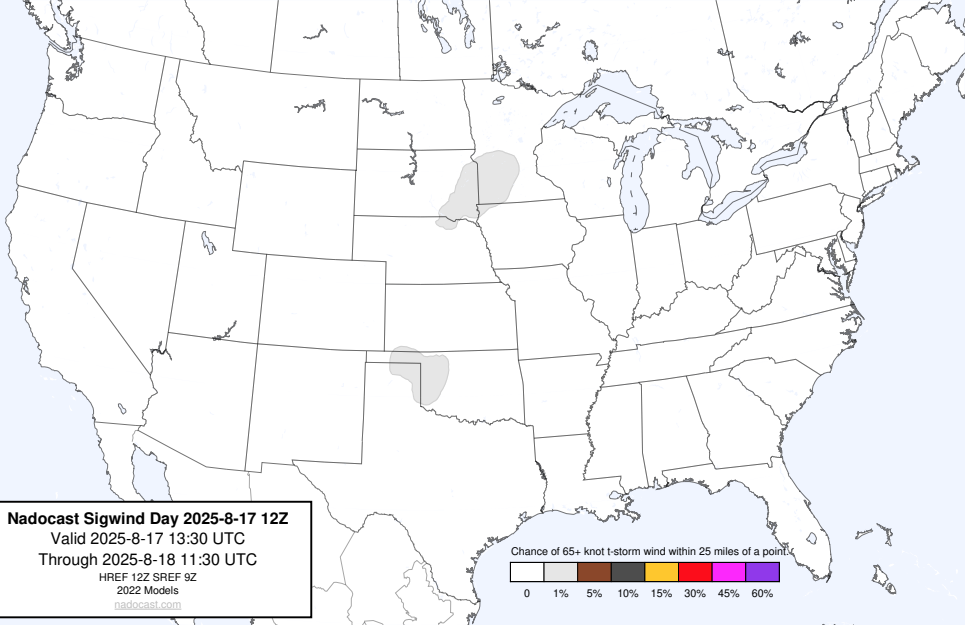 Nadocast Sigwind Day 2025-8-17 12Z
Valid 2025-8-17 13:30 UTC
Through 2025-8-18 11:30 UTC
HREF 12Z SREF 9Z
2022 Models
nadocast.com
Chance of 65+ knot t-storm wind within 25 miles of a point.
0 1% 5% 10% 15% 30% 45% 60%